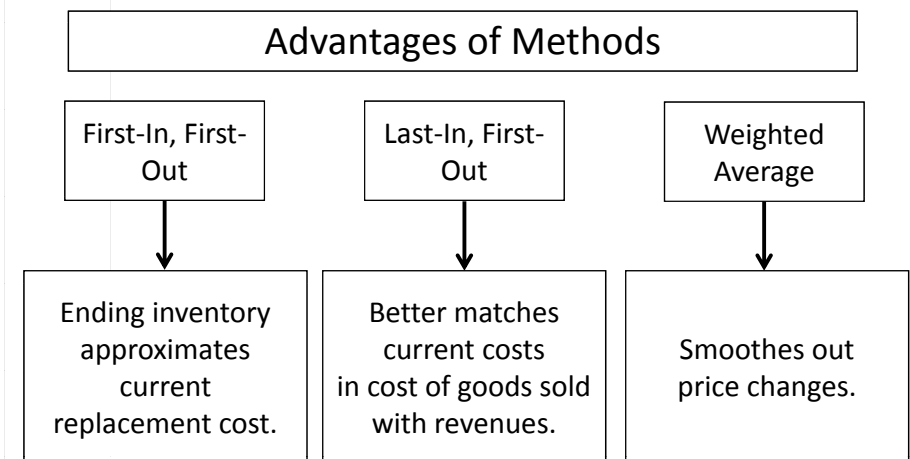 Advantages of Methods
First-In, First-
Out
Last-In, First-
Out
Weighted
Average
Ending inventory
approximates
current
replacement cost.
Better matches
current costs
in cost of goods sold
with revenues.
Smoothes out
price changes.